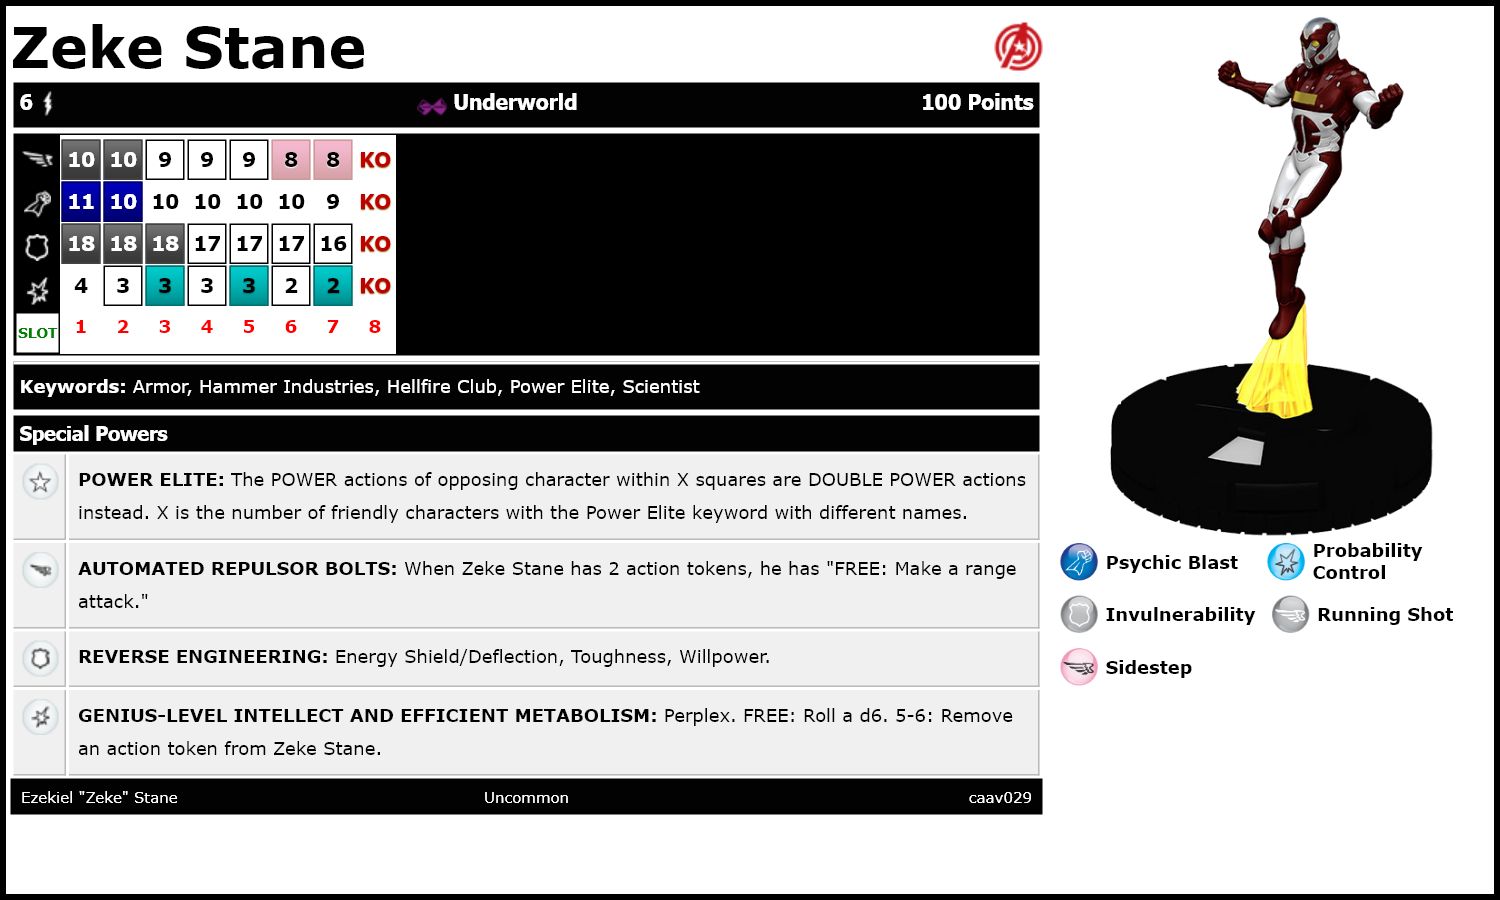 Zeke Stane
6 Underworld 100 Points
10 10 9 9 9 8 8 KO
11 10 10 10 10 10 9 KO
18 18 18 17 17 17 16 KO
4 3 3 3 3 2 2 KO
SLOT 1 2 3 4 5 6 7 8
Keywords: Armor, Hammer Industries, Hellfire Club, Power Elite, Scientist
Special Powers
POWER ELITE: The POWER actions of opposing character within X squares are DOUBLE POWER actions
instead. X is the number of friendly characters with the Power Elite keyword with different names.
AUTOMATED REPULSOR BOLTS: When Zeke Stane has 2 action tokens, he has "FREE: Make a range
attack."
REVERSE ENGINEERING: Energy Shield/Deflection, Toughness, Willpower.
GENIUS-LEVEL INTELLECT AND EFFICIENT METABOLISM: Perplex. FREE: Roll a d6. 5-6: Remove
an action token from Zeke Stane.
Ezekiel "Zeke" Stane Uncommon caav029
Psychic Blast
Probability
Control
Invulnerability
Running Shot
Sidestep